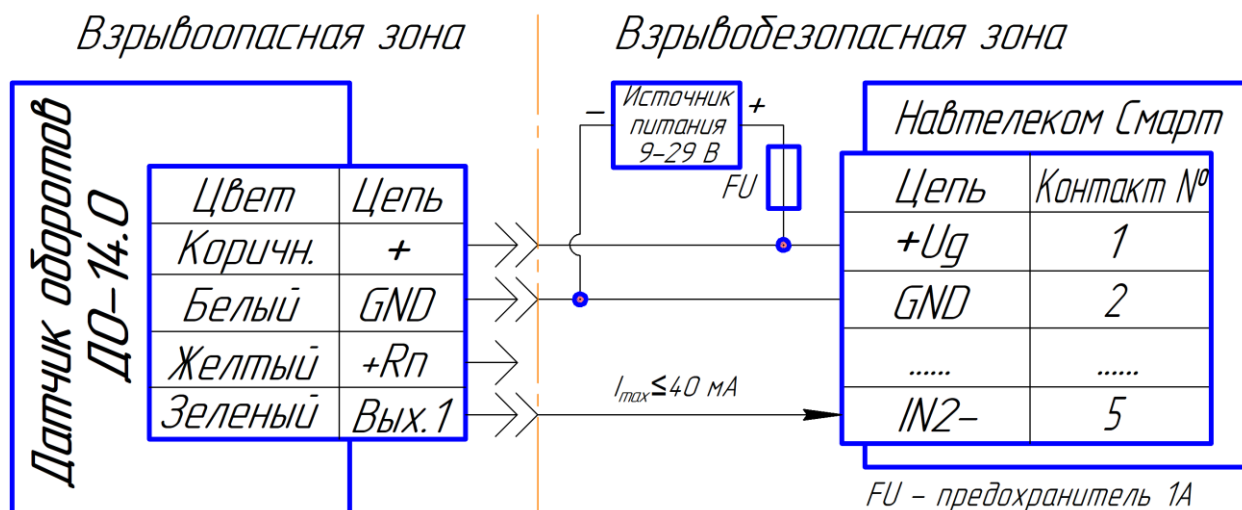 Взрывоопасная зона
Взрывобезопасная зона
Датчик оборотов
ДО-14.0
Цвет Цепь
Коричн. +
Белый GND
Желтый +Rn
Зеленый Вых.1
Источник
питания
9-29 В
- +
FU
Imax≤40 мА
Навтелеком Смарт
Цепь Контакт №
+Ug 1
GND 2
...... ......
IN2- 5
FU - предохранитель 1А